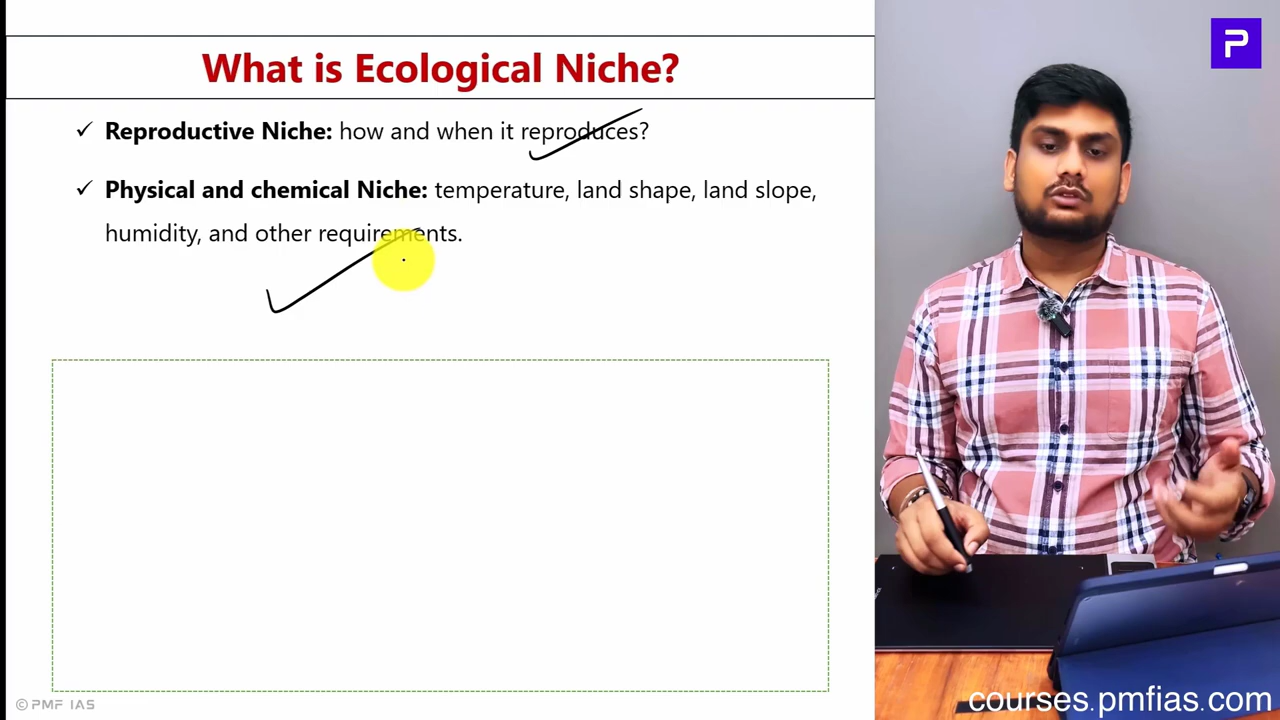 What is Ecological Niche?
✓ Reproductive Niche: how and when it reproduces?
✓ Physical and chemical Niche: temperature, land shape, land slope,
humidity, and other requirements.
© PMF IAS
P
courses.pmfias.com